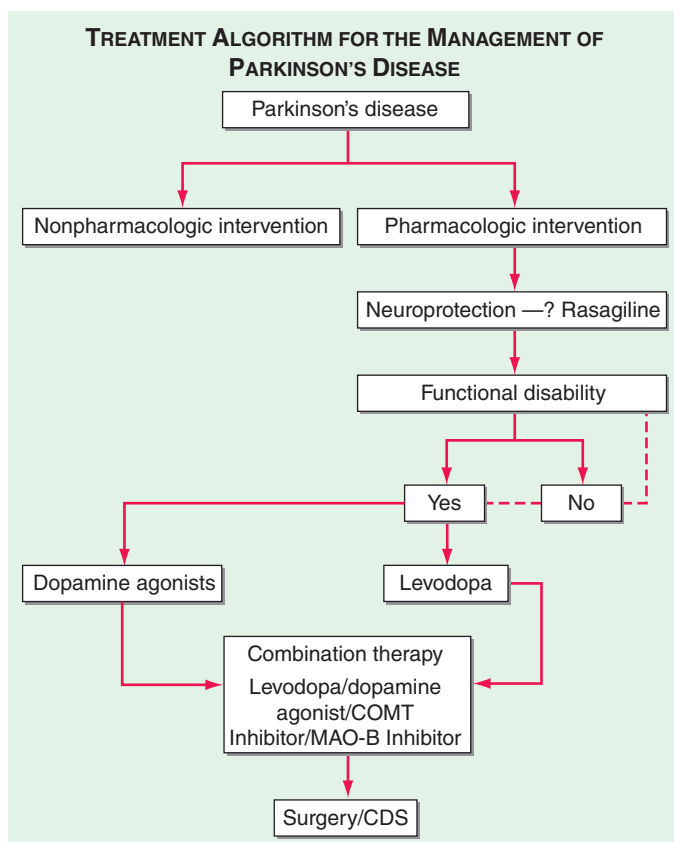 TREATMENT ALGORITHM FOR THE MANAGEMENT OF
PARKINSON'S DISEASE
Parkinson's disease
Nonpharmacologic intervention
Pharmacologic intervention
Neuroprotection —? Rasagiline
Functional disability
Yes
No
Dopamine agonists
Levodopa
Combination therapy
Levodopa/dopamine
agonist/COMT
Inhibitor/MAO-B Inhibitor
Surgery/CDS